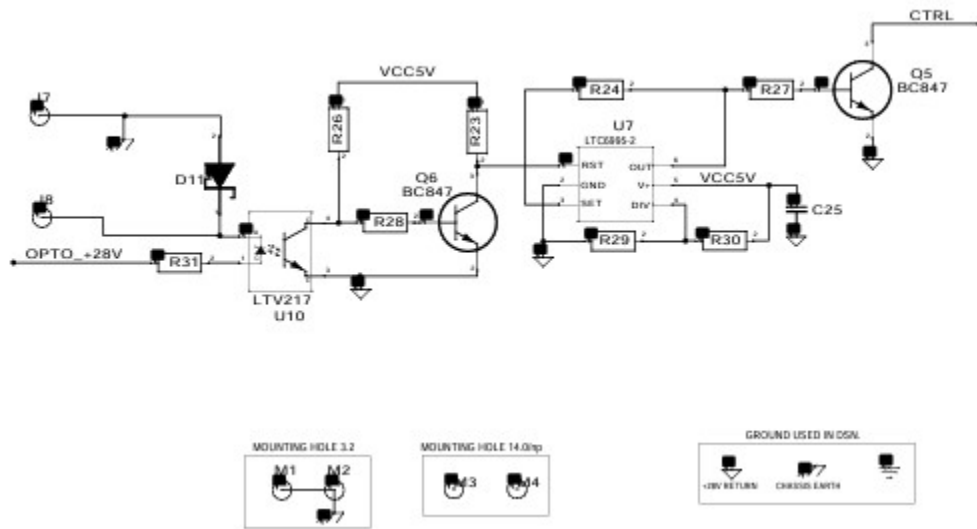 CTRL
VCC5V
J7
R26
R23
R24
R27
Q5
BC847
U7
LTC6995-2
D11
Q6
BC847
RST
OUT
GND
V+
VCC5V
SET
DIV
J8
R28
C25
OPTO_+28V
R31
R29
R30
LTV217
U10
MOUNTING HOLE 3.2
MOUNTING HOLE 14.0/np
GROUND USED IN DSN.
M1
M2
M3
M4
+28V RETURN
CHASSIS EARTH